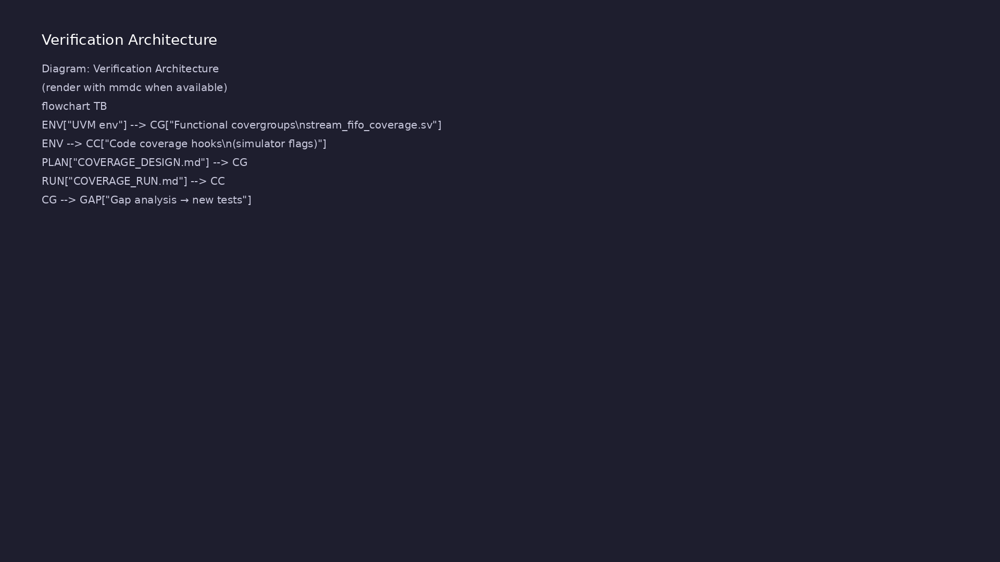 Verification Architecture
Diagram: Verification Architecture
(render with mmdc when available)
flowchart TB
ENV["UVM env"] --> CG["Functional covergroups\nstream_fifo_coverage.sv"]
ENV --> CC["Code coverage hooks\n(simulator flags)"]
PLAN["COVERAGE_DESIGN.md"] --> CG
RUN["COVERAGE_RUN.md"] --> CC
CG --> GAP["Gap analysis → new tests"]